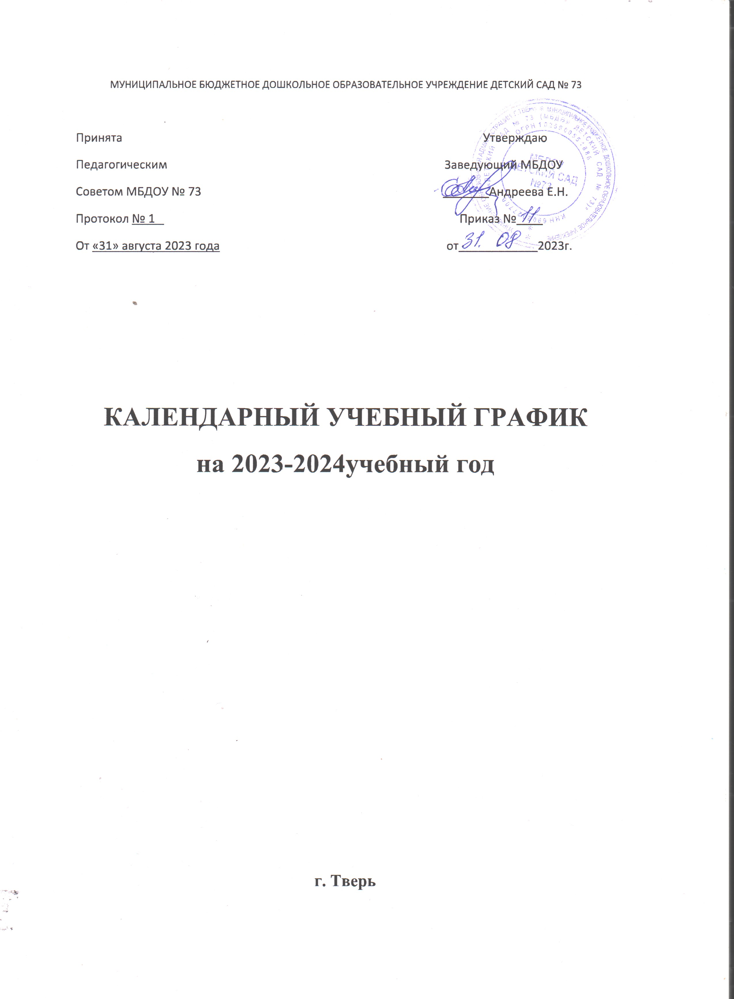 МУНИЦИПАЛЬНОЕ БЮДЖЕТНОЕ ДОШКОЛЬНОЕ ОБРАЗОВАТЕЛЬНОЕ УЧРЕЖДЕНИЕ ДЕТСКИЙ САД № 73
Принята Утверждаю
Педагогическим Заведующий МБДОУ
Советом МБДОУ № 73 Андреева Е.Н.
Протокол № 1 Приказ № 11
От «31» августа 2023 года от 31. 08 2023г.
МБДОУ
ДЕТСКИЙ САД
№73
КАЛЕНДАРНЫЙ УЧЕБНЫЙ ГРАФИК
на 2023-2024учебный год
г. Тверь